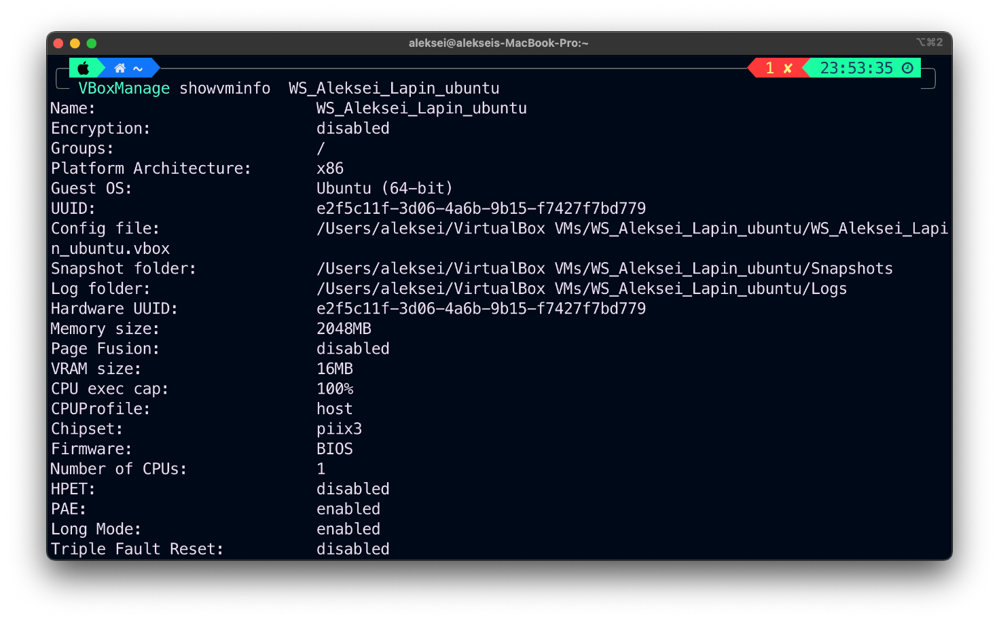 aleksei@alekseis-MacBook-Pro:~
⌥⌘2
~ 1 ✘ 23:53:35
VBoxManage showvminfo  WS_Aleksei_Lapin_ubuntu
Name:                        WS_Aleksei_Lapin_ubuntu
Encryption:                  disabled
Groups:                      /
Platform Architecture:       x86
Guest OS:                    Ubuntu (64-bit)
UUID:                        e2f5c11f-3d06-4a6b-9b15-f7427f7bd779
Config file:                 /Users/aleksei/VirtualBox VMs/WS_Aleksei_Lapin_ubuntu/WS_Aleksei_Lapi
n_ubuntu.vbox
Snapshot folder:             /Users/aleksei/VirtualBox VMs/WS_Aleksei_Lapin_ubuntu/Snapshots
Log folder:                  /Users/aleksei/VirtualBox VMs/WS_Aleksei_Lapin_ubuntu/Logs
Hardware UUID:               e2f5c11f-3d06-4a6b-9b15-f7427f7bd779
Memory size:                 2048MB
Page Fusion:                 disabled
VRAM size:                   16MB
CPU exec cap:                100%
CPUProfile:                  host
Chipset:                     piix3
Firmware:                    BIOS
Number of CPUs:              1
HPET:                        disabled
PAE:                         enabled
Long Mode:                   enabled
Triple Fault Reset:          disabled